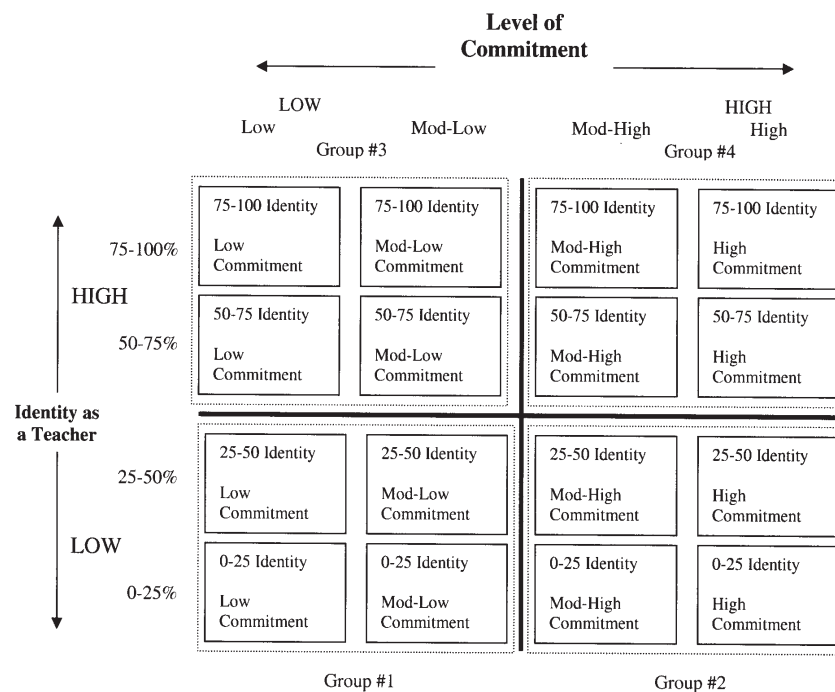 Level of
Commitment
LOW
HIGH
Low
Mod-Low
Mod-High
High
Group #3
Group #4
75-100 Identity
Low
Commitment
75-100 Identity
Mod-Low
Commitment
75-100 Identity
Mod-High
Commitment
75-100 Identity
High
Commitment
75-100%
HIGH
50-75%
50-75 Identity
Low
Commitment
50-75 Identity
Mod-Low
Commitment
50-75 Identity
Mod-High
Commitment
50-75 Identity
High
Commitment
Identity as
a Teacher
25-50%
25-50 Identity
Low
Commitment
25-50 Identity
Mod-Low
Commitment
25-50 Identity
Mod-High
Commitment
25-50 Identity
High
Commitment
LOW
0-25%
0-25 Identity
Low
Commitment
0-25 Identity
Mod-Low
Commitment
0-25 Identity
Mod-High
Commitment
0-25 Identity
High
Commitment
Group #1
Group #2